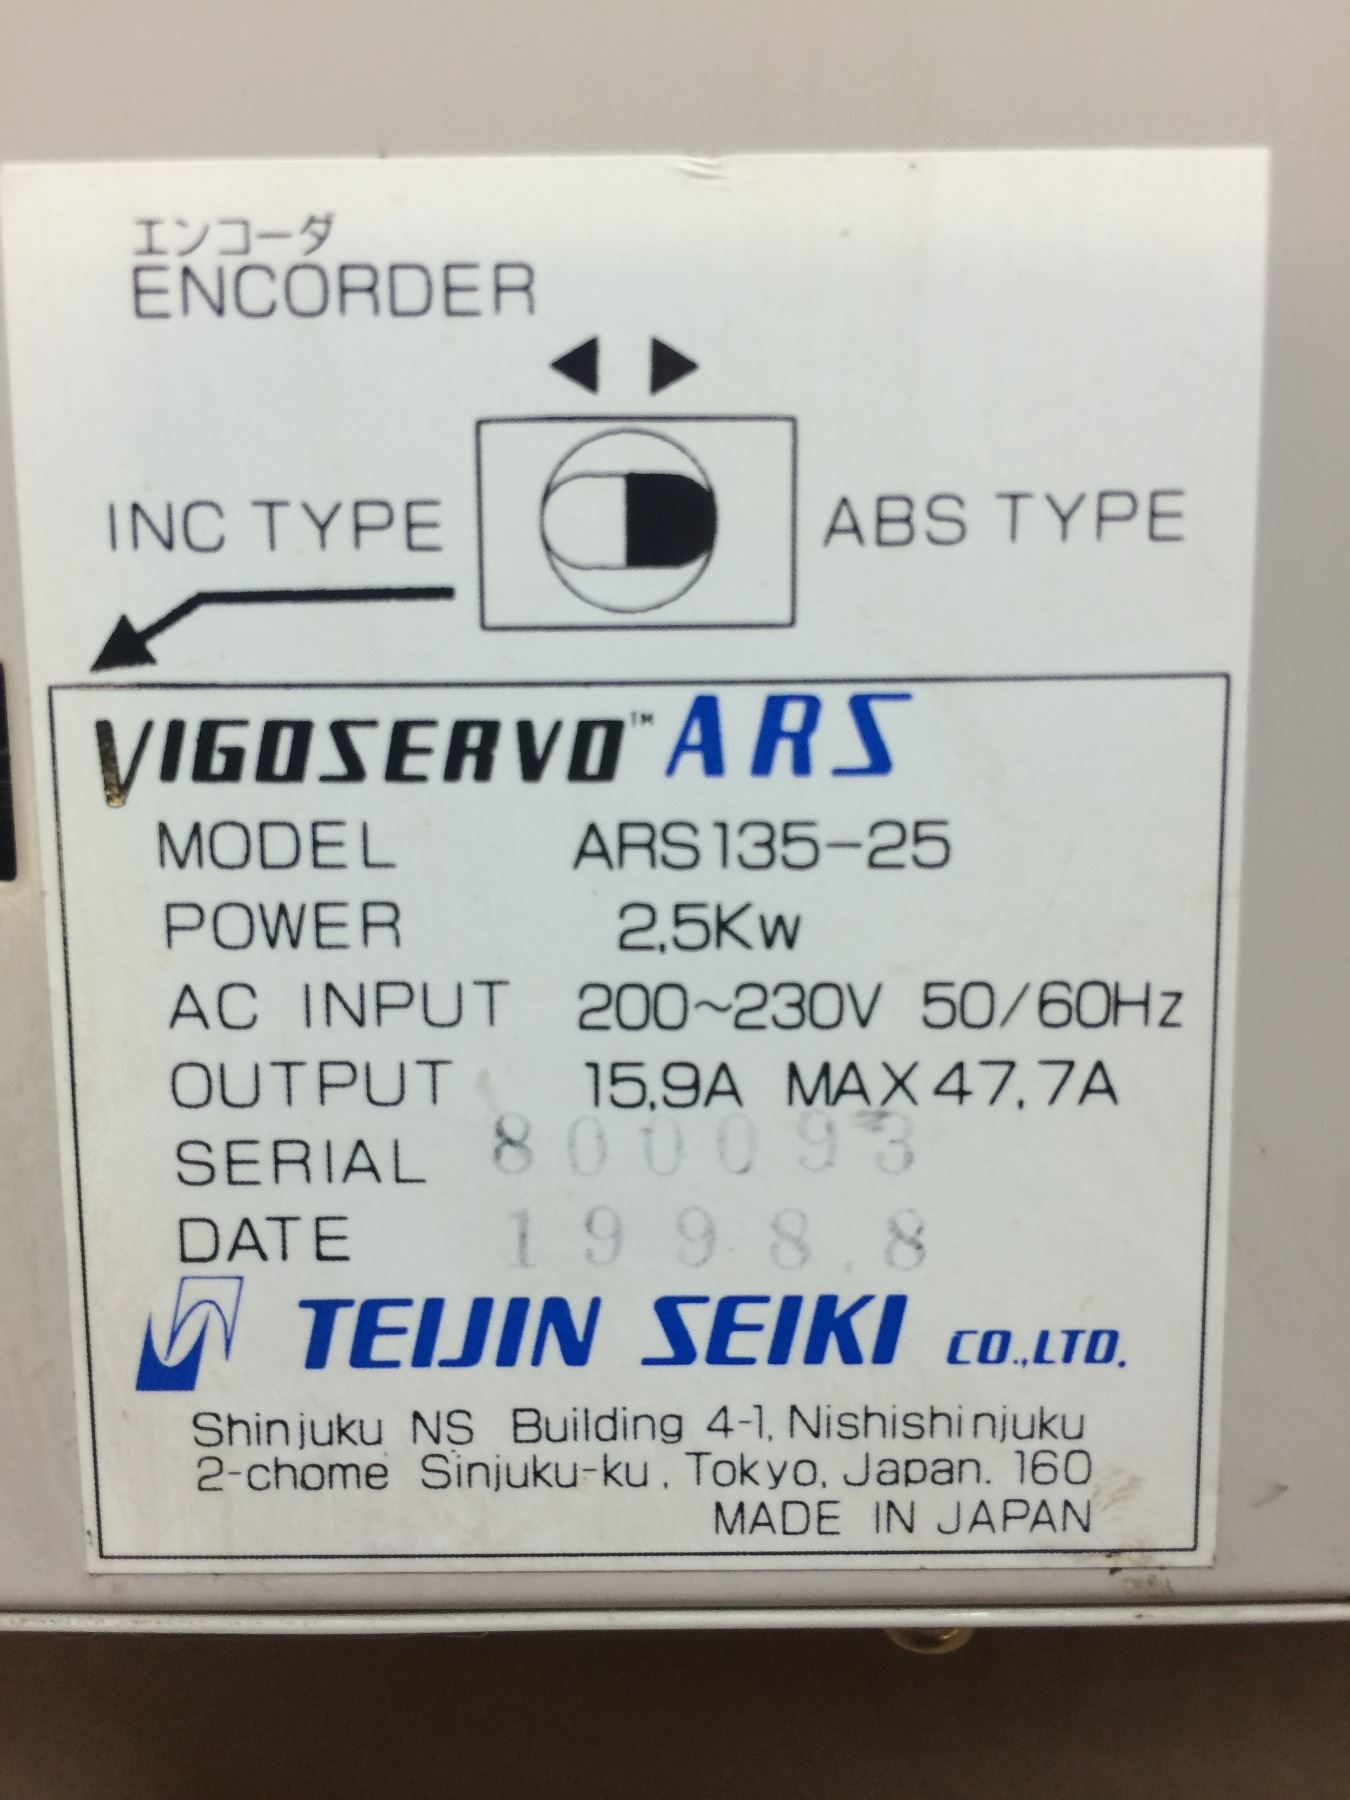 エンコーダ
ENCORDER
INC TYPE ABS TYPE
VIGOSERVO™ ARS
MODEL ARS135-25
POWER 2.5Kw
AC INPUT 200~230V 50/60Hz
OUTPUT 15.9A MAX47.7A
SERIAL 800093
DATE 1998.8
TEIJIN SEIKI CO.,LTD.
Shinjuku NS Building 4-1, Nishishinjuku
2-chome Sinjuku-ku, Tokyo, Japan. 160
MADE IN JAPAN